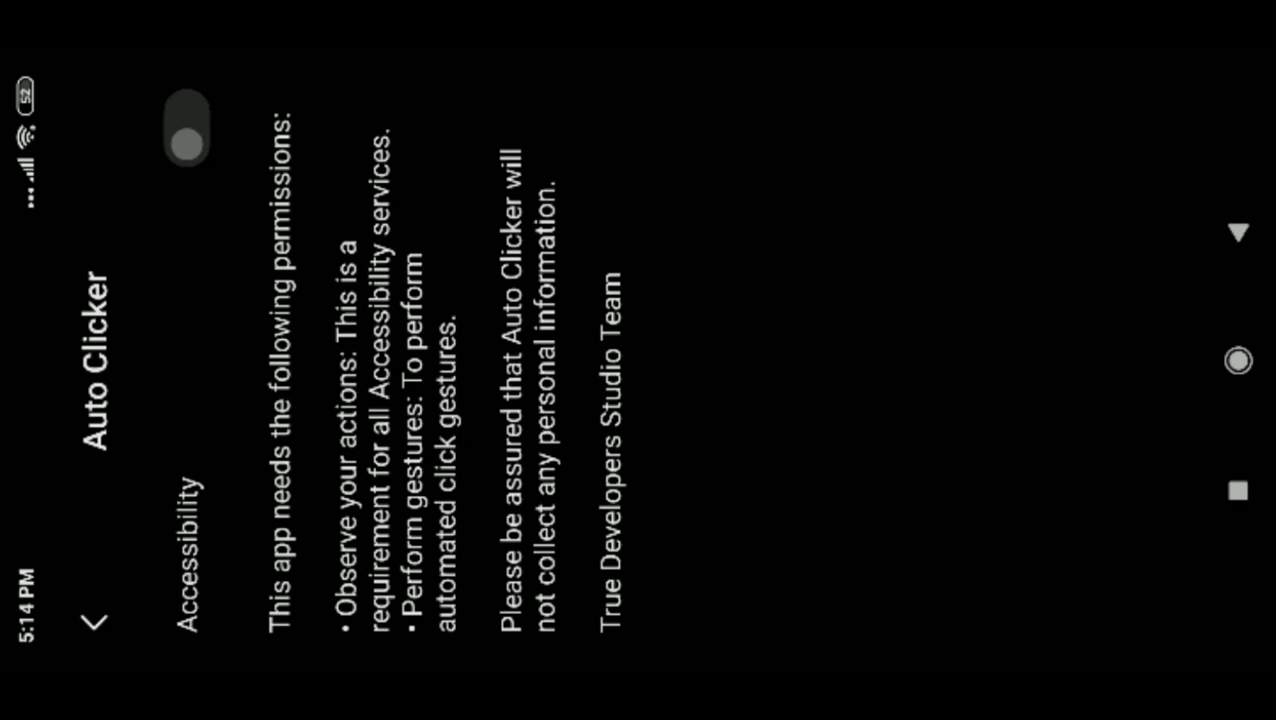 5:14 PM
52
Auto Clicker
Accessibility
This app needs the following permissions:
• Observe your actions: This is a
requirement for all Accessibility services.
• Perform gestures: To perform
automated click gestures.
Please be assured that Auto Clicker will
not collect any personal information.
True Developers Studio Team